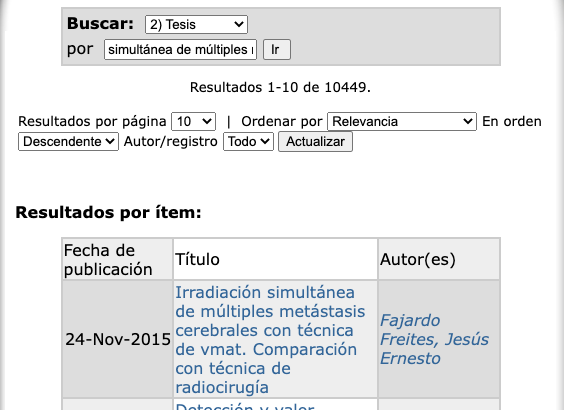 Buscar: 2) Tesis
por simultánea de múltiples Ir
Resultados 1-10 de 10449.
Resultados por página 10 | Ordenar por Relevancia En orden
Descendente Autor/registro Todo Actualizar
Resultados por ítem:
Fecha de
publicación
Título
Autor(es)
24-Nov-2015
Irradiación simultánea
de múltiples metástasis
cerebrales con técnica
de vmat. Comparación
con técnica de
radiocirugía
Fajardo
Freites, Jesús
Ernesto
Detección y valor